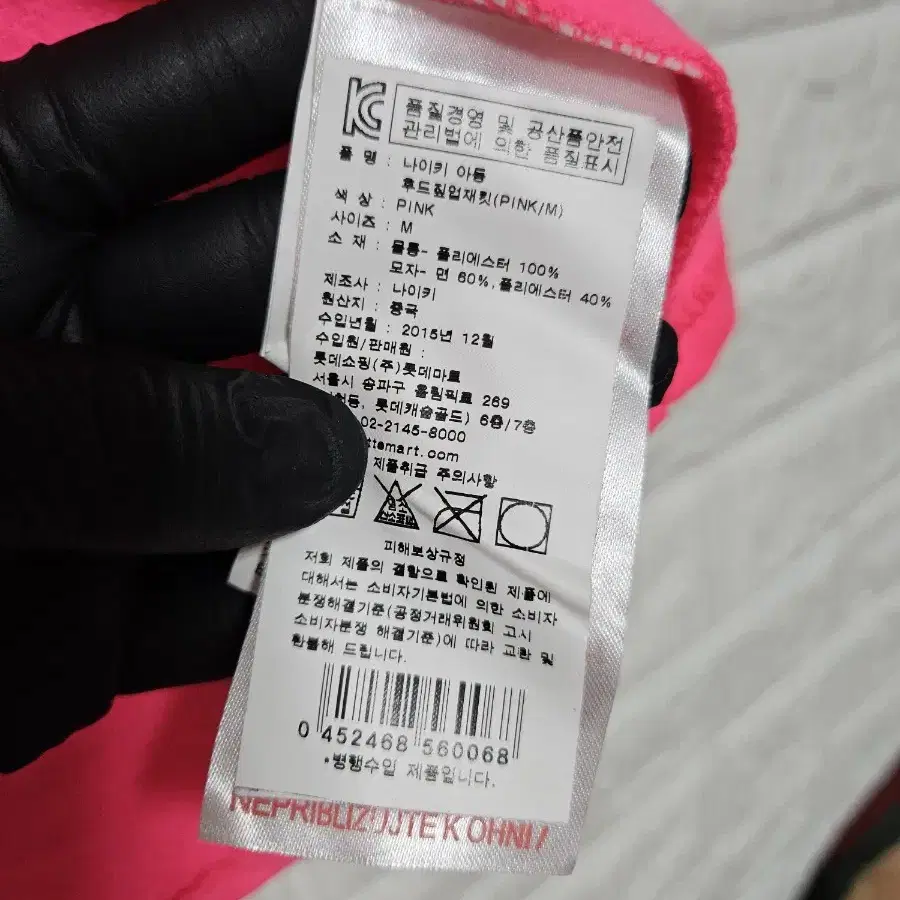 KC
품질경영 및 공산품안전
관리법에 의한 품질표시
품 명 : 나이키 아동
후드짚업재킷(PINK/M)
색 상 : PINK
사이즈 : M
소 재 : 몸통- 폴리에스터 100%
모자- 면 60%,폴리에스터 40%
제조사 : 나이키
원산지 : 중국
수입년월 : 2015년 12월
수입원/판매원 :
롯데쇼핑(주)롯데마트
서울시 송파구 올림픽로 269
롯데캐슬골드) 6층/7층
02-2145-8000
제품취급 주의사항
피해보상규정
저희 제품의 결함으로 확인된 제품에
대해서는 소비자기본법에 의한 소비자
분쟁해결기준(공정거래위원회 고시
소비자분쟁 해결기준)에 따라 교환 및
환불해 드립니다.
0 452468 560068
*병행수입 제품입니다.
NEPRIBLIZUJTE K OHNI /